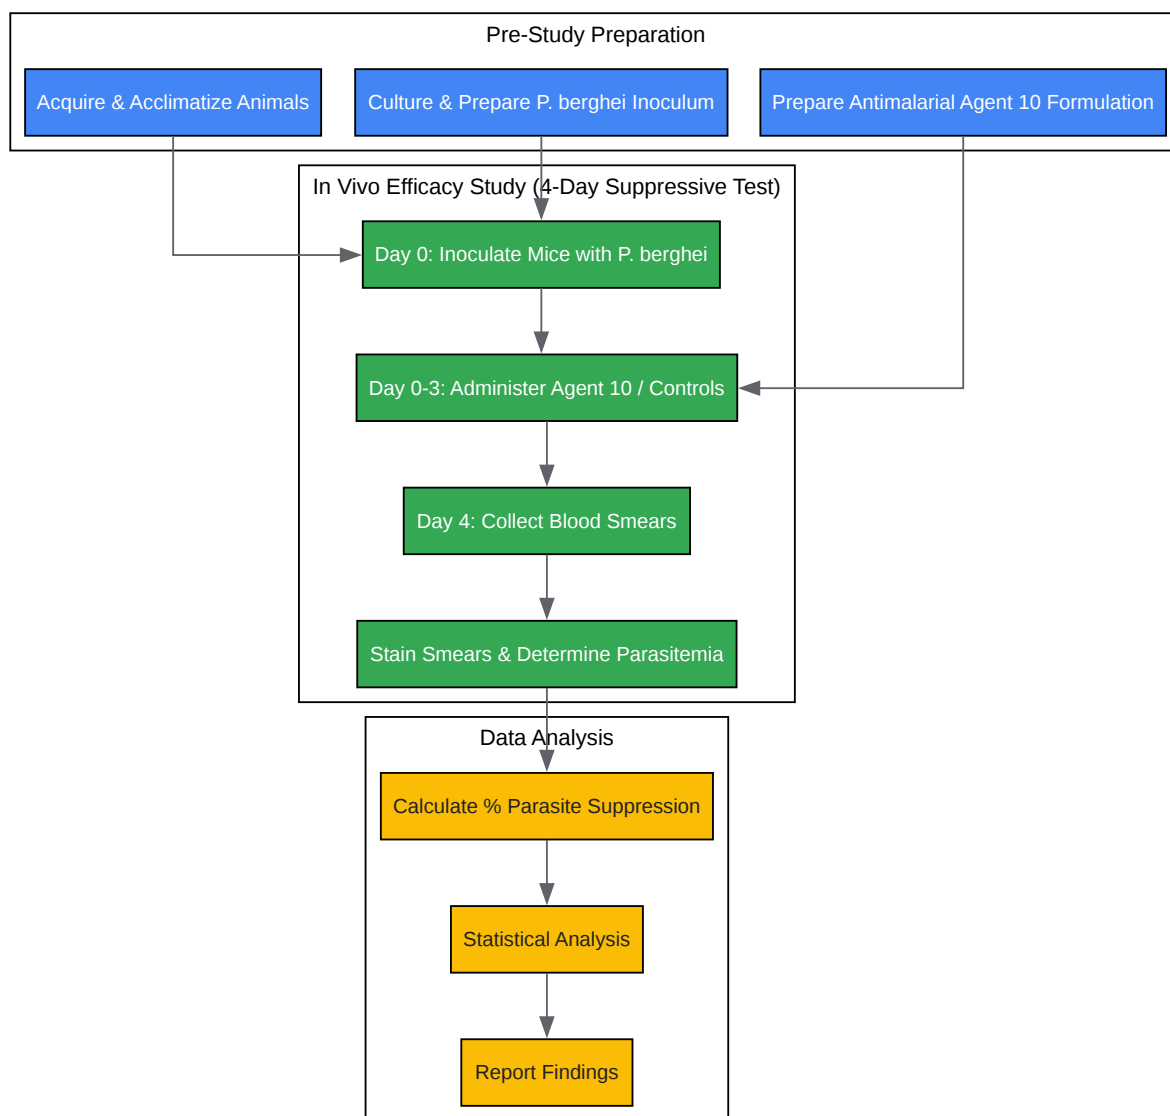 Pre-Study Preparation
Acquire & Acclimatize Animals
Culture & Prepare P. berghei Inoculum
Prepare Antimalarial Agent 10 Formulation
In Vivo Efficacy Study (4-Day Suppressive Test)
Day 0: Inoculate Mice with P. berghei
Day 0-3: Administer Agent 10 / Controls
Day 4: Collect Blood Smears
Stain Smears & Determine Parasitemia
Data Analysis
Calculate % Parasite Suppression
Statistical Analysis
Report Findings